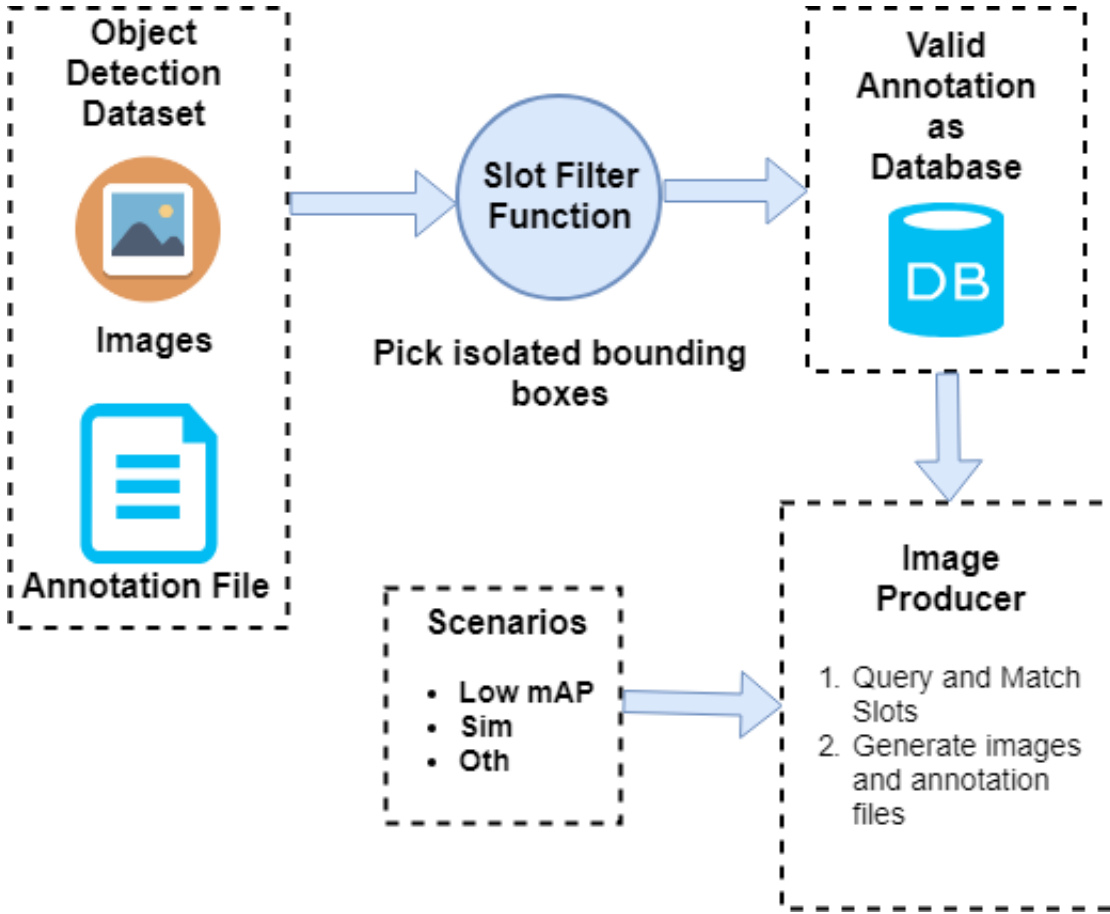 Object
Detection
Dataset
Images
Annotation File
Slot Filter
Function
Pick isolated bounding
boxes
Valid
Annotation
as
Database
DB
Scenarios
• Low mAP
• Sim
• Oth
Image
Producer
1. Query and Match
Slots
2. Generate images
and annotation
files